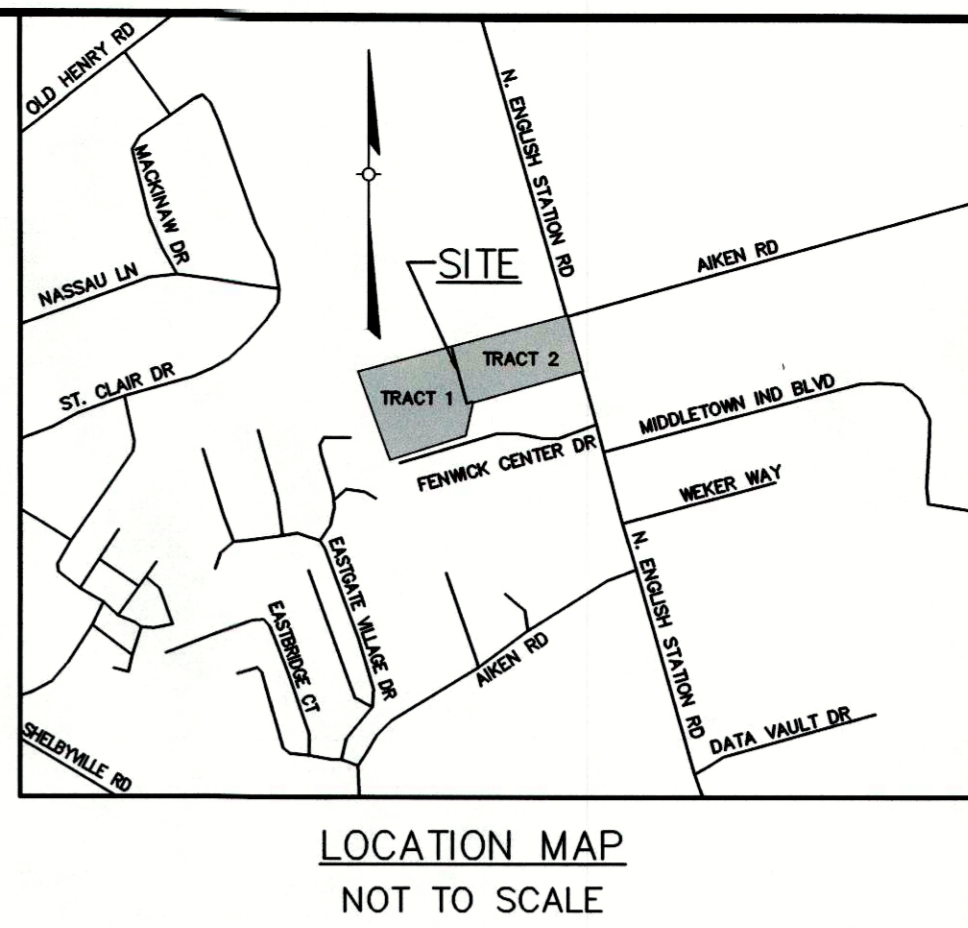 OLD HENRY RD
N. ENGLISH STATION RD
MACKINAW DR
AIKEN RD
SITE
NASSAU LN
TRACT 2
ST. CLAIR DR
TRACT 1
MIDDLETOWN IND BLVD
FENWICK CENTER DR
WEKER WAY
EASTGATE VILLAGE DR
N. ENGLISH STATION RD
EASTBRIDGE CT
AIKEN RD
SHELBYVILLE RD
DATA VAULT DR
LOCATION MAP
NOT TO SCALE